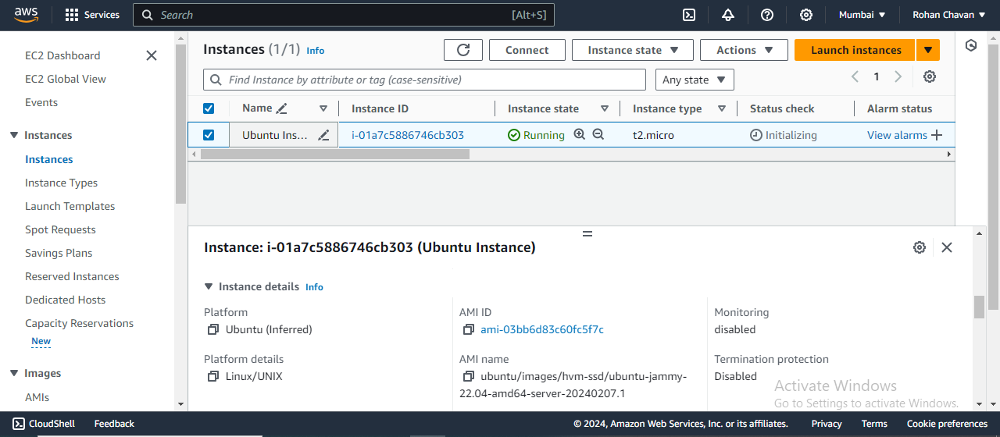 aws
Services
Search
[Alt+S]
Mumbai
Rohan Chavan
EC2 Dashboard
EC2 Global View
Events
Instances
Instances
Instance Types
Launch Templates
Spot Requests
Savings Plans
Reserved Instances
Dedicated Hosts
Capacity Reservations
New
Images
AMIs
Instances (1/1) Info
Connect
Instance state
Actions
Launch instances
Find Instance by attribute or tag (case-sensitive)
Any state
1
Name
Instance ID
Instance state
Instance type
Status check
Alarm status
Ubuntu Ins...
i-01a7c5886746cb303
Running
t2.micro
Initializing
View alarms
Instance: i-01a7c5886746cb303 (Ubuntu Instance)
Instance details Info
Platform
Ubuntu (Inferred)
AMI ID
ami-03bb6d83c60fc5f7c
Monitoring
disabled
Platform details
Linux/UNIX
AMI name
ubuntu/images/hvm-ssd/ubuntu-jammy-
22.04-amd64-server-20240207.1
Termination protection
Disabled
Activate Windows
Go to Settings to activate Windows.
CloudShell
Feedback
© 2024, Amazon Web Services, Inc. or its affiliates.
Privacy
Terms
Cookie preferences